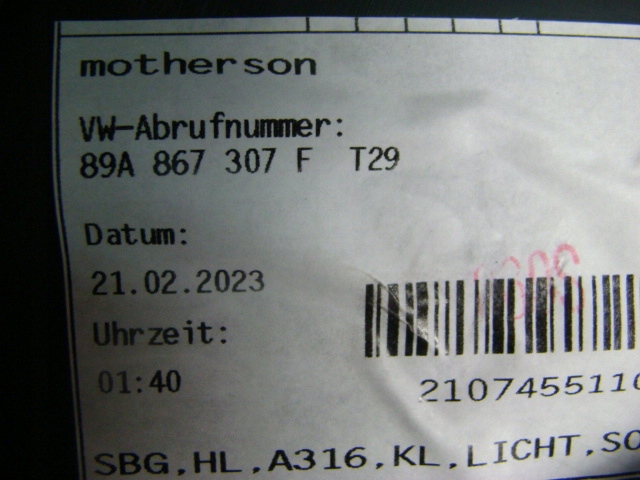 motherson
VW-Abrufnummer:
89A 867 307 F T29
Datum:
21.02.2023
Uhrzeit:
01:40
210745511
SBG,HL,A316,KL,LICHT,SO